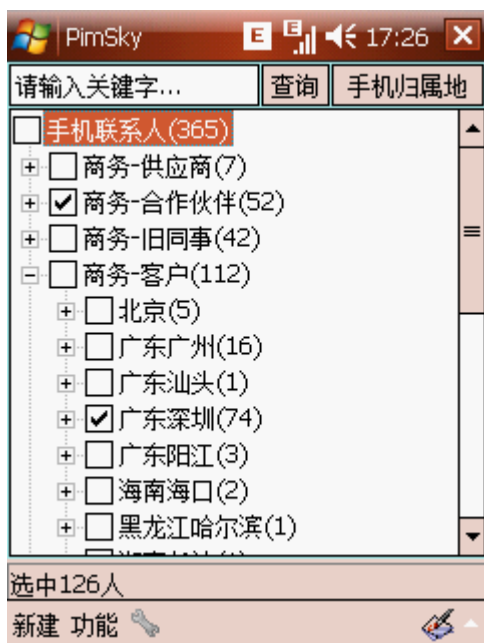 PimSky E E 17:26
请输入关键字... 查询 手机归属地
手机联系人(365)
商务-供应商(7)
商务-合作伙伴(52)
商务-旧同事(42)
商务-客户(112)
北京(5)
广东广州(16)
广东汕头(1)
广东深圳(74)
广东阳江(3)
海南海口(2)
黑龙江哈尔滨(1)
选中126人
新建 功能